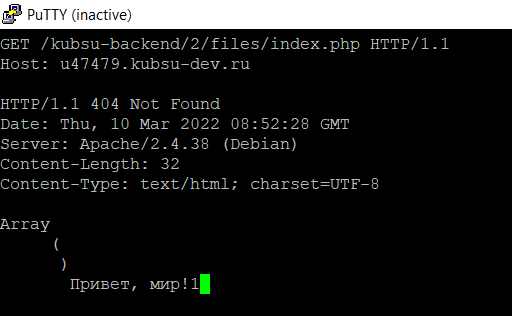 PuTTY (inactive)
GET /kubsu-backend/2/files/index.php HTTP/1.1
Host: u47479.kubsu-dev.ru
HTTP/1.1 404 Not Found
Date: Thu, 10 Mar 2022 08:52:28 GMT
Server: Apache/2.4.38 (Debian)
Content-Length: 32
Content-Type: text/html; charset=UTF-8
Array
(
)
Привет, мир!1